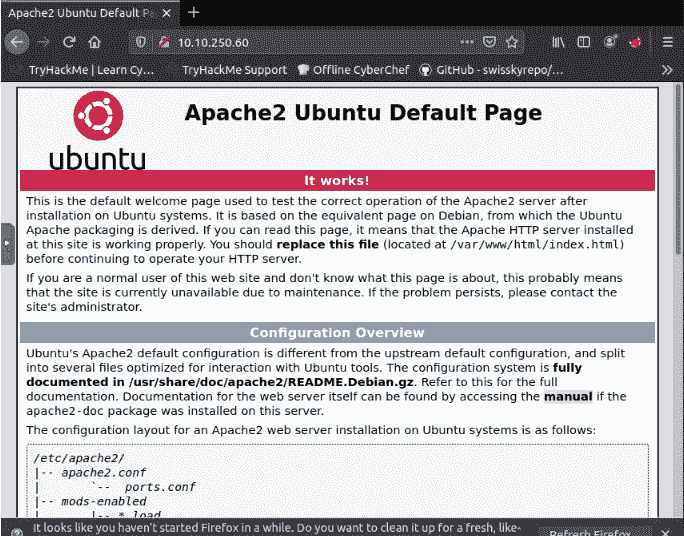 Apache2 Ubuntu Default Pa
10.10.250.60
TryHackMe | Learn Cy... TryHackMe Support Offline CyberChef GitHub - swisskyrepo/...
Apache2 Ubuntu Default Page
ubuntu
It works!
This is the default welcome page used to test the correct operation of the Apache2 server after
installation on Ubuntu systems. It is based on the equivalent page on Debian, from which the Ubuntu
Apache packaging is derived. If you can read this page, it means that the Apache HTTP server installed
at this site is working properly. You should replace this file (located at /var/www/html/index.html)
before continuing to operate your HTTP server.
If you are a normal user of this web site and don't know what this page is about, this probably means
that the site is currently unavailable due to maintenance. If the problem persists, please contact the
site's administrator.
Configuration Overview
Ubuntu's Apache2 default configuration is different from the upstream default configuration, and split
into several files optimized for interaction with Ubuntu tools. The configuration system is fully
documented in /usr/share/doc/apache2/README.Debian.gz. Refer to this for the full
documentation. Documentation for the web server itself can be found by accessing the manual if the
apache2-doc package was installed on this server.
The configuration layout for an Apache2 web server installation on Ubuntu systems is as follows:
/etc/apache2/
|-- apache2.conf
|       `--  ports.conf
|-- mods-enabled
|       |-- *.load
It looks like you haven't started Firefox in a while. Do you want to clean it up for a fresh, like-
Refresh Firefox